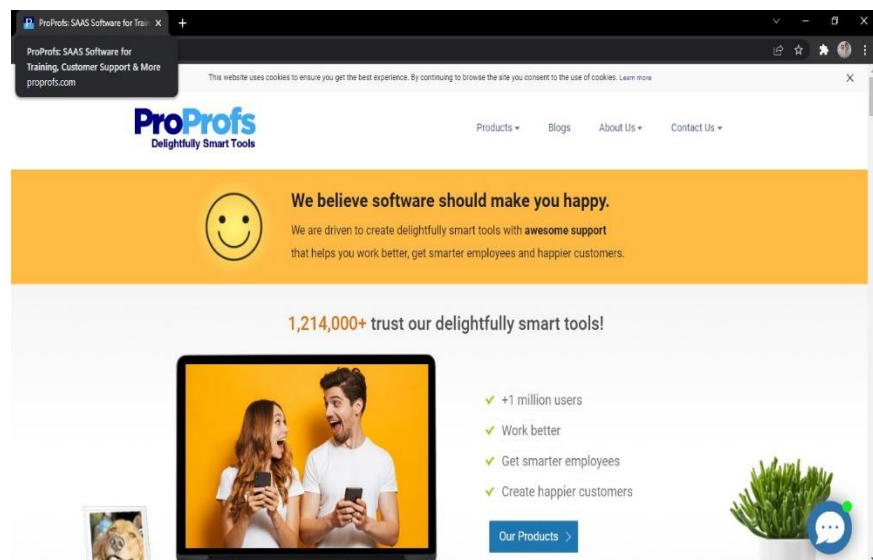 ProProfs: SAAS Software for Trai
ProProfs: SAAS Software for
Training, Customer Support & More
proprofs.com
This website uses cookies to ensure you get the best experience. By continuing to browse the site you consent to the use of cookies. Learn more
ProProfs
Delightfully Smart Tools
Products
Blogs
About Us
Contact Us
We believe software should make you happy.
We are driven to create delightfully smart tools with awesome support
that helps you work better, get smarter employees and happier customers.
1,214,000+ trust our delightfully smart tools!
+1 million users
Work better
Get smarter employees
Create happier customers
Our Products